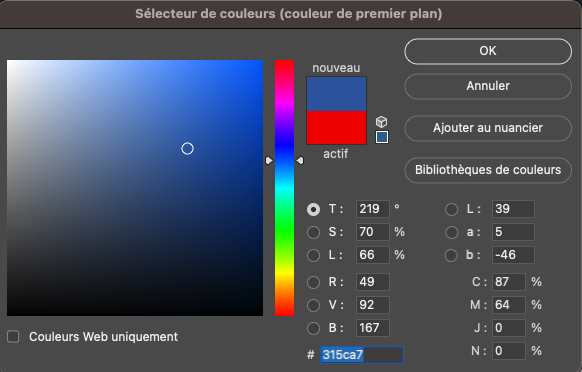 Sélecteur de couleurs (couleur de premier plan)
nouveau
actif
OK
Annuler
Ajouter au nuancier
Bibliothèques de couleurs
T : 219 °
S : 70 %
L : 66 %
R : 49
V : 92
B : 167
# 315ca7
L : 39
a : 5
b : -46
C : 87 %
M : 64 %
J : 0 %
N : 0 %
Couleurs Web uniquement